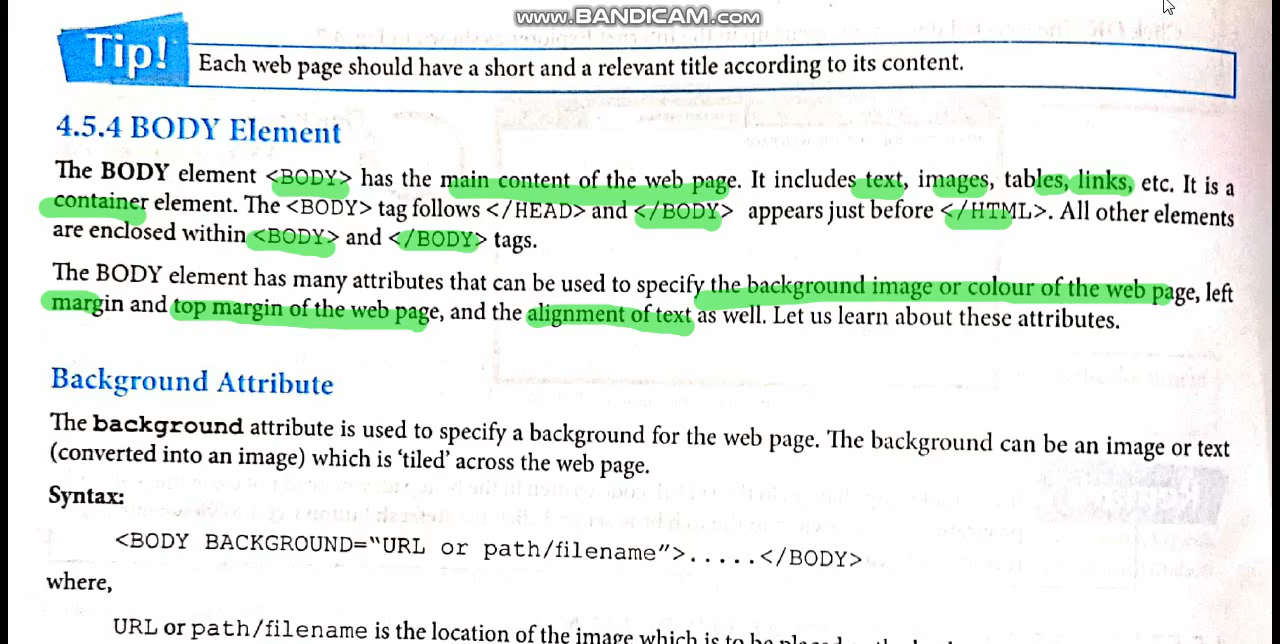 www.BANDICAM.com
Tip!
Each web page should have a short and a relevant title according to its content.
4.5.4 BODY Element
The BODY element <BODY> has the main content of the web page. It includes text, images, tables, links, etc. It is a
container element. The <BODY> tag follows </HEAD> and </BODY> appears just before </HTML>. All other elements
are enclosed within <BODY> and </BODY> tags.
The BODY element has many attributes that can be used to specify the background image or colour of the web page, left
margin and top margin of the web page, and the alignment of text as well. Let us learn about these attributes.
Background Attribute
The background attribute is used to specify a background for the web page. The background can be an image or text
(converted into an image) which is ‘tiled’ across the web page.
Syntax:
<BODY BACKGROUND=“URL or path/filename”>.....</BODY>
where,
URL or path/filename is the location of the image which is to be